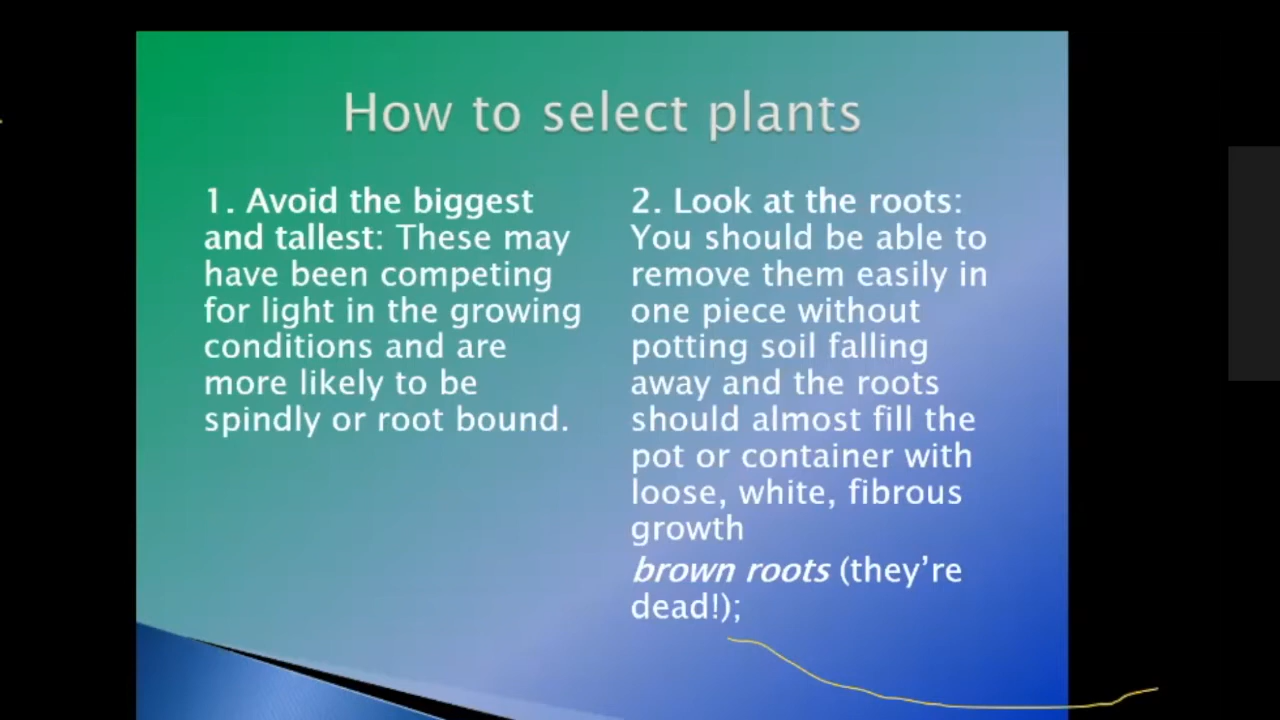 How to select plants
1. Avoid the biggest
and tallest: These may
have been competing
for light in the growing
conditions and are
more likely to be
spindly or root bound.
2. Look at the roots:
You should be able to
remove them easily in
one piece without
potting soil falling
away and the roots
should almost fill the
pot or container with
loose, white, fibrous
growth
brown roots (they’re
dead!);